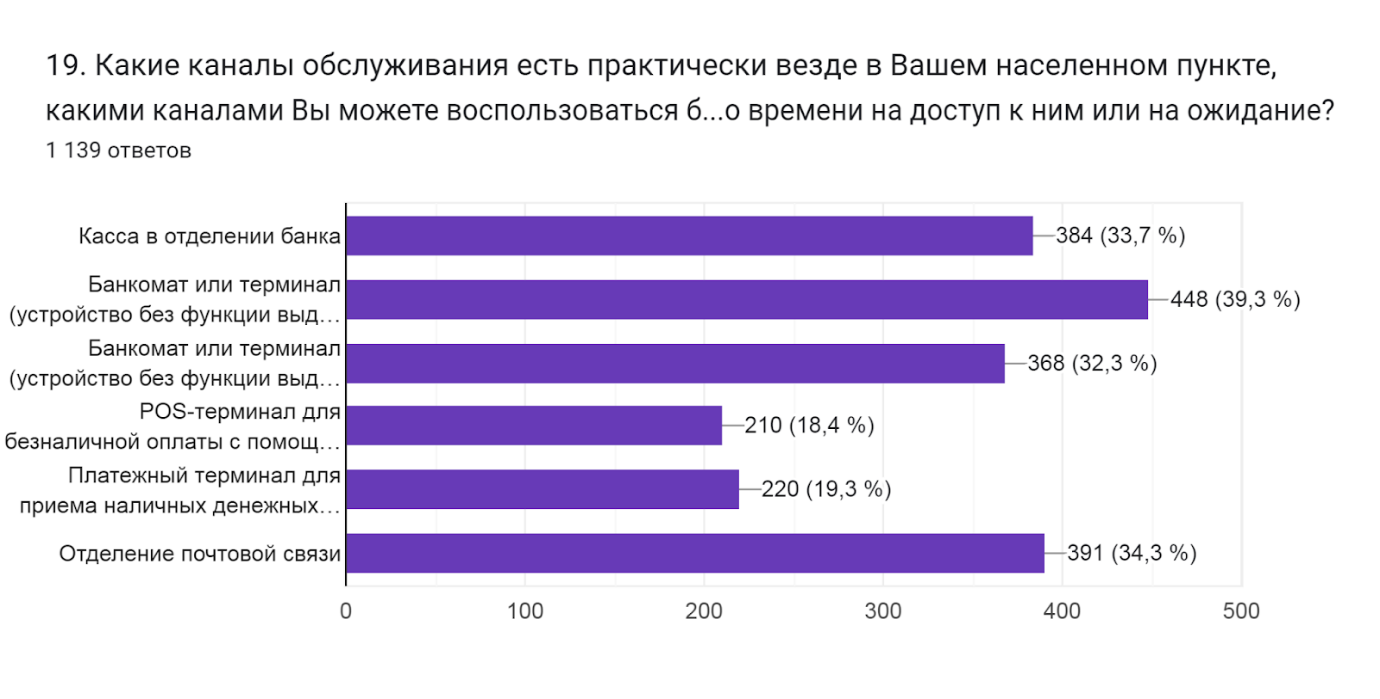 19. Какие каналы обслуживания есть практически везде в Вашем населенном пункте,
какими каналами Вы можете воспользоваться б...о времени на доступ к ним или на ожидание?
1 139 ответов
Касса в отделении банка
384 (33,7 %)
Банкомат или терминал
(устройство без функции выд…
448 (39,3 %)
Банкомат или терминал
(устройство без функции выд…
368 (32,3 %)
POS-терминал для
безналичной оплаты с помощ…
210 (18,4 %)
Платежный терминал для
приема наличных денежных…
220 (19,3 %)
Отделение почтовой связи
391 (34,3 %)
0 100 200 300 400 500